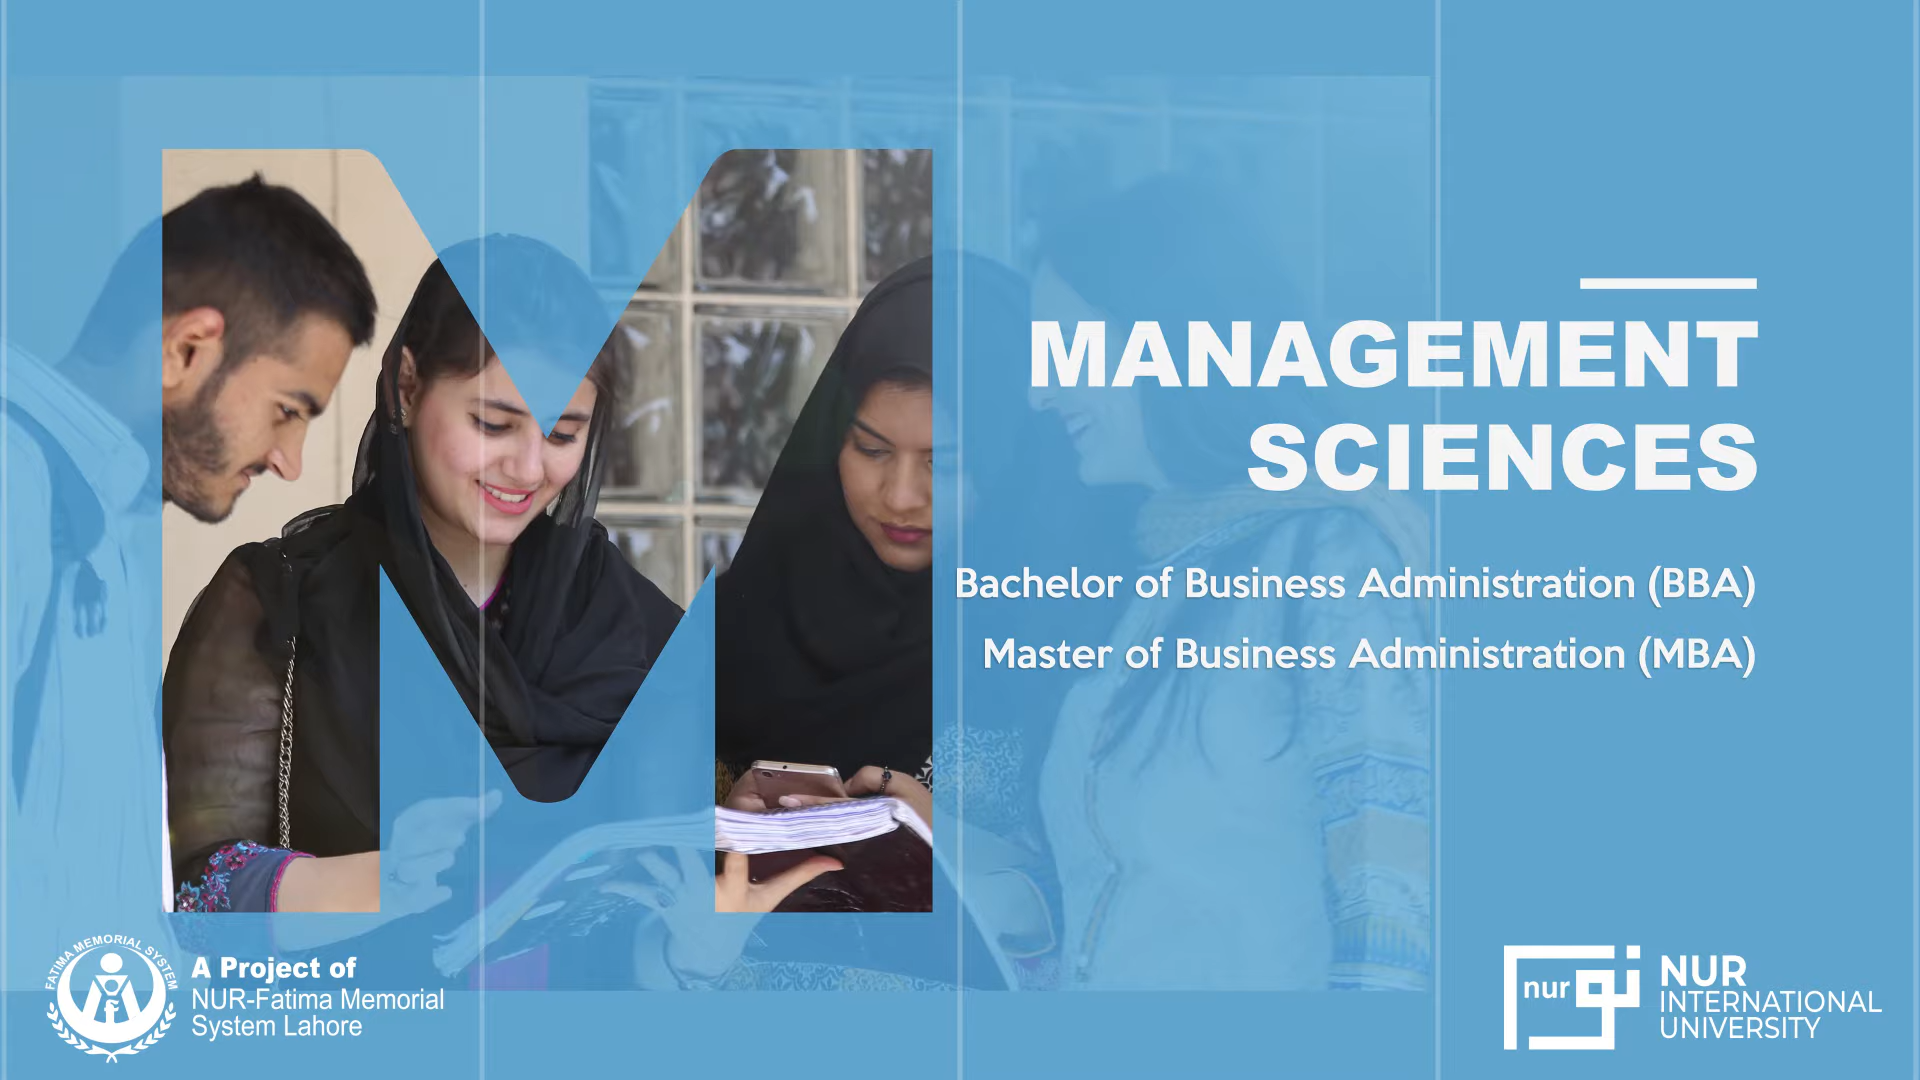 MANAGEMENT
SCIENCES
Bachelor of Business Administration (BBA)
Master of Business Administration (MBA)
FATIMA MEMORIAL SYSTEM
A Project of
NUR-Fatima Memorial
System Lahore
nur نور
NUR
INTERNATIONAL
UNIVERSITY